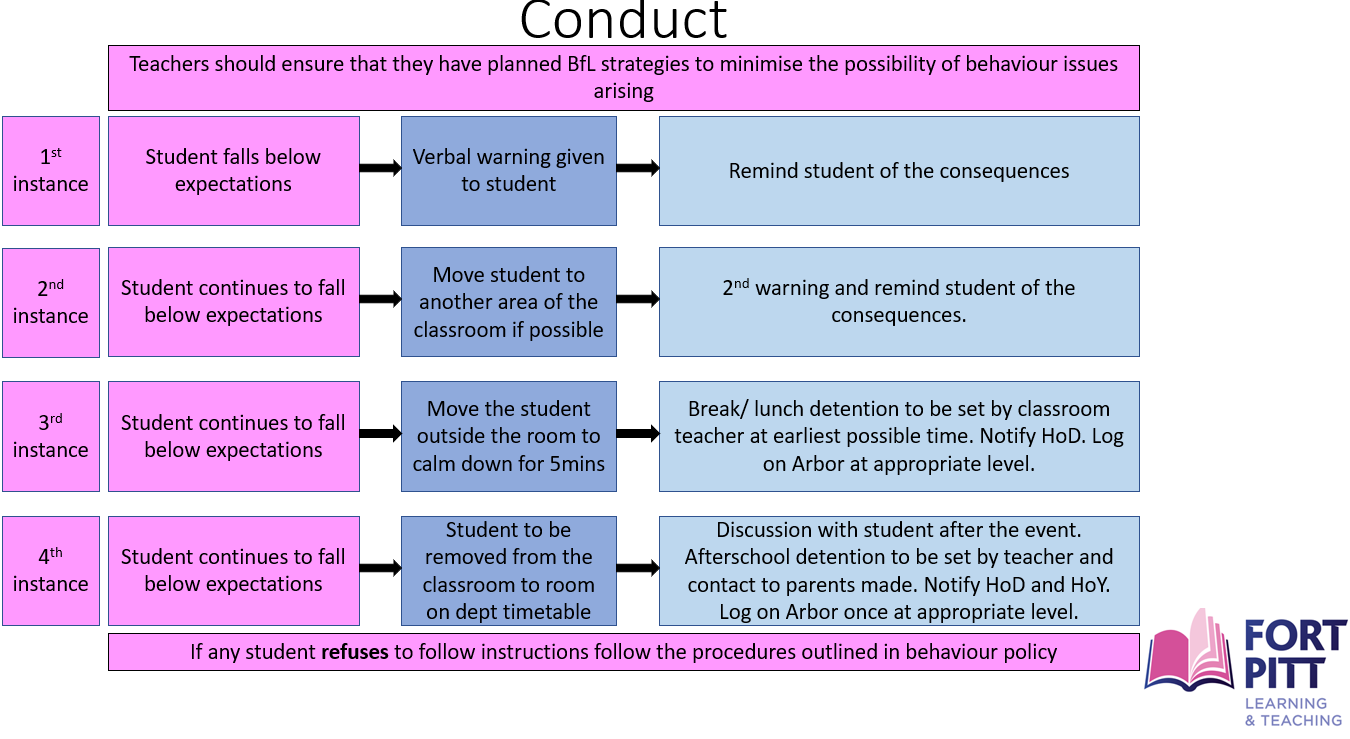 Conduct
Teachers should ensure that they have planned BfL strategies to minimise the possibility of behaviour issues
arising
1st
instance
Student falls below
expectations
Verbal warning given
to student
Remind student of the consequences
2nd
instance
Student continues to fall
below expectations
Move student to
another area of the
classroom if possible
2nd warning and remind student of the
consequences.
3rd
instance
Student continues to fall
below expectations
Move the student
outside the room to
calm down for 5mins
Break/ lunch detention to be set by classroom
teacher at earliest possible time. Notify HoD. Log
on Arbor at appropriate level.
4th
instance
Student continues to fall
below expectations
Student to be
removed from the
classroom to room
on dept timetable
Discussion with student after the event.
Afterschool detention to be set by teacher and
contact to parents made. Notify HoD and HoY.
Log on Arbor once at appropriate level.
If any student refuses to follow instructions follow the procedures outlined in behaviour policy
FORT
PITT
LEARNING
& TEACHING